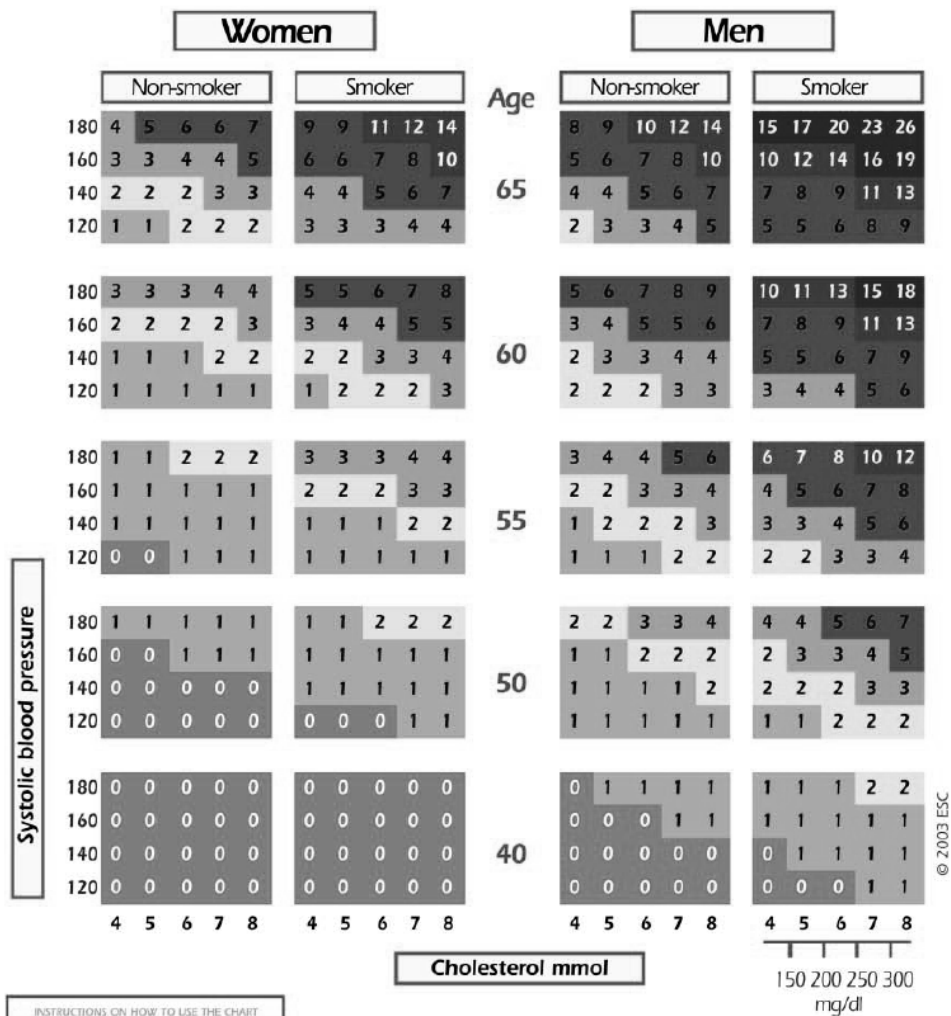 Women Men
Non-smoker Smoker Age Non-smoker Smoker
180 4 5 6 6 7 9 9 11 12 14 8 9 10 12 14 15 17 20 23 26
160 3 3 4 4 5 6 6 7 8 10 5 6 7 8 10 10 12 14 16 19
65
140 2 2 2 3 3 4 4 5 6 7 4 4 5 6 7 7 8 9 11 13
120 1 1 2 2 2 3 3 3 4 4 2 3 3 4 5 5 5 6 8 9
180 3 3 3 4 4 5 5 6 7 8 5 6 7 8 9 10 11 13 15 18
160 2 2 2 2 3 3 4 4 5 5 3 4 5 5 6 7 8 9 11 13
60
140 1 1 1 2 2 2 2 3 3 4 2 3 3 4 4 5 5 6 7 9
120 1 1 1 1 1 1 2 2 2 3 2 2 2 3 3 3 4 4 5 6
180 1 1 2 2 2 3 3 3 4 4 3 4 4 5 6 6 7 8 10 12
160 1 1 1 1 1 2 2 2 3 3 2 2 3 3 4 4 5 6 7 8
55
140 1 1 1 1 1 1 1 1 2 2 1 2 2 2 3 3 3 4 5 6
120 0 0 1 1 1 1 1 1 1 1 1 1 1 2 2 2 2 3 3 4
180 1 1 1 1 1 1 1 2 2 2 2 2 3 3 4 4 4 5 6 7
160 0 0 1 1 1 1 1 1 1 1 1 1 2 2 2 2 3 3 4 5
50
140 0 0 0 0 0 1 1 1 1 1 1 1 1 1 2 2 2 2 3 3
120 0 0 0 0 0 0 0 0 1 1 1 1 1 1 1 1 1 2 2 2
180 0 0 0 0 0 0 0 0 0 0 0 1 1 1 1 1 1 1 2 2
160 0 0 0 0 0 0 0 0 0 0 0 0 0 1 1 1 1 1 1 1
40
140 0 0 0 0 0 0 0 0 0 0 0 0 0 0 0 0 1 1 1 1
120 0 0 0 0 0 0 0 0 0 0 0 0 0 0 0 0 0 0 1 1
4 5 6 7 8 4 5 6 7 8 4 5 6 7 8 4 5 6 7 8
Systolic blood pressure
© 2003 ESC
Cholesterol mmol
150 200 250 300
mg/dl
INSTRUCTIONS ON HOW TO USE THE CHART